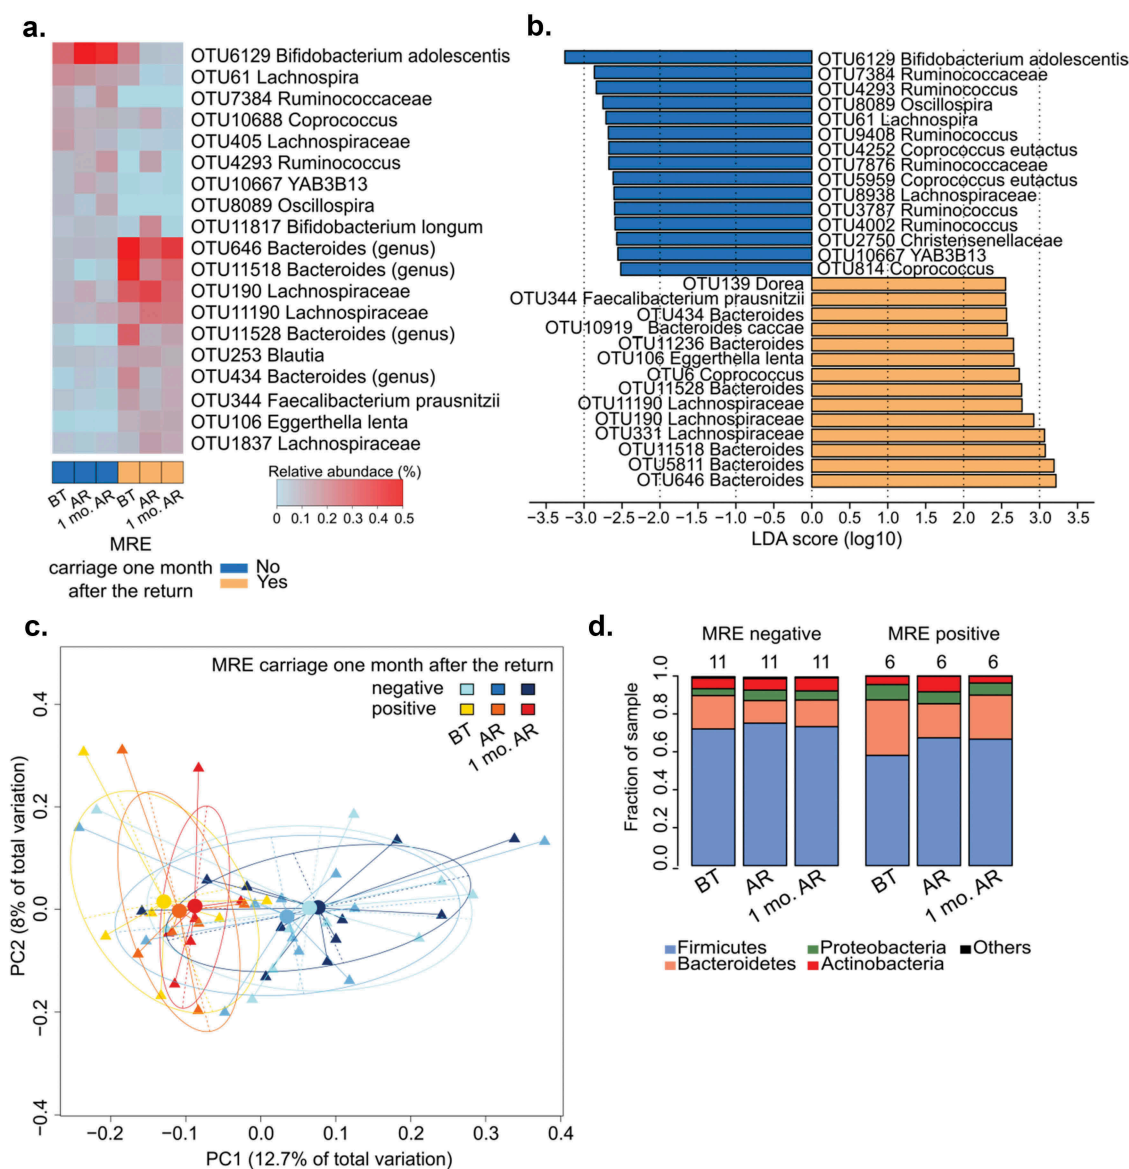 a.
OTU6129 Bifidobacterium adolescentis
OTU61 Lachnospira
OTU7384 Ruminococcaceae
OTU10688 Coprococcus
OTU405 Lachnospiraceae
OTU4293 Ruminococcus
OTU10667 YAB3B13
OTU8089 Oscillospira
OTU11817 Bifidobacterium longum
OTU646 Bacteroides (genus)
OTU11518 Bacteroides (genus)
OTU190 Lachnospiraceae
OTU11190 Lachnospiraceae
OTU11528 Bacteroides (genus)
OTU253 Blautia
OTU434 Bacteroides (genus)
OTU344 Faecalibacterium prausnitzii
OTU106 Eggerthella lenta
OTU1837 Lachnospiraceae
BT AR 1 mo. AR BT AR 1 mo. AR
Relative abundace (%)
0 0.1 0.2 0.3 0.4 0.5
MRE
carriage one month
after the return
No
Yes
b.
OTU6129 Bifidobacterium adolescentis
OTU7384 Ruminococcaceae
OTU4293 Ruminococcus
OTU8089 Oscillospira
OTU61 Lachnospira
OTU9408 Ruminococcus
OTU4252 Coprococcus eutactus
OTU7876 Ruminococcaceae
OTU5959 Coprococcus eutactus
OTU8938 Lachnospiraceae
OTU3787 Ruminococcus
OTU4002 Ruminococcus
OTU2750 Christensenellaceae
OTU10667 YAB3B13
OTU814 Coprococcus
OTU139 Dorea
OTU344 Faecalibacterium prausnitzii
OTU434 Bacteroides
OTU10919 Bacteroides caccae
OTU11236 Bacteroides
OTU106 Eggerthella lenta
OTU6 Coprococcus
OTU11528 Bacteroides
OTU11190 Lachnospiraceae
OTU190 Lachnospiraceae
OTU331 Lachnospiraceae
OTU11518 Bacteroides
OTU5811 Bacteroides
OTU646 Bacteroides
−3.5 −3.0 −2.5 −2.0 −1.5 −1.0 −0.5 0.0 0.5 1.0 1.5 2.0 2.5 3.0 3.5
LDA score (log10)
c.
MRE carriage one month after the return
negative
positive
BT AR 1 mo. AR
PC2 (8% of total variation)
0.4
0.2
0.0
−0.2
−0.4
−0.2 −0.1 0.0 0.1 0.2 0.3 0.4
PC1 (12.7% of total variation)
d.
MRE negative MRE positive
11 11 11 6 6 6
Fraction of sample
1.0
0.8
0.6
0.4
0.2
0.0
BT AR 1 mo. AR BT AR 1 mo. AR
Firmicutes Proteobacteria Others
Bacteroidetes Actinobacteria